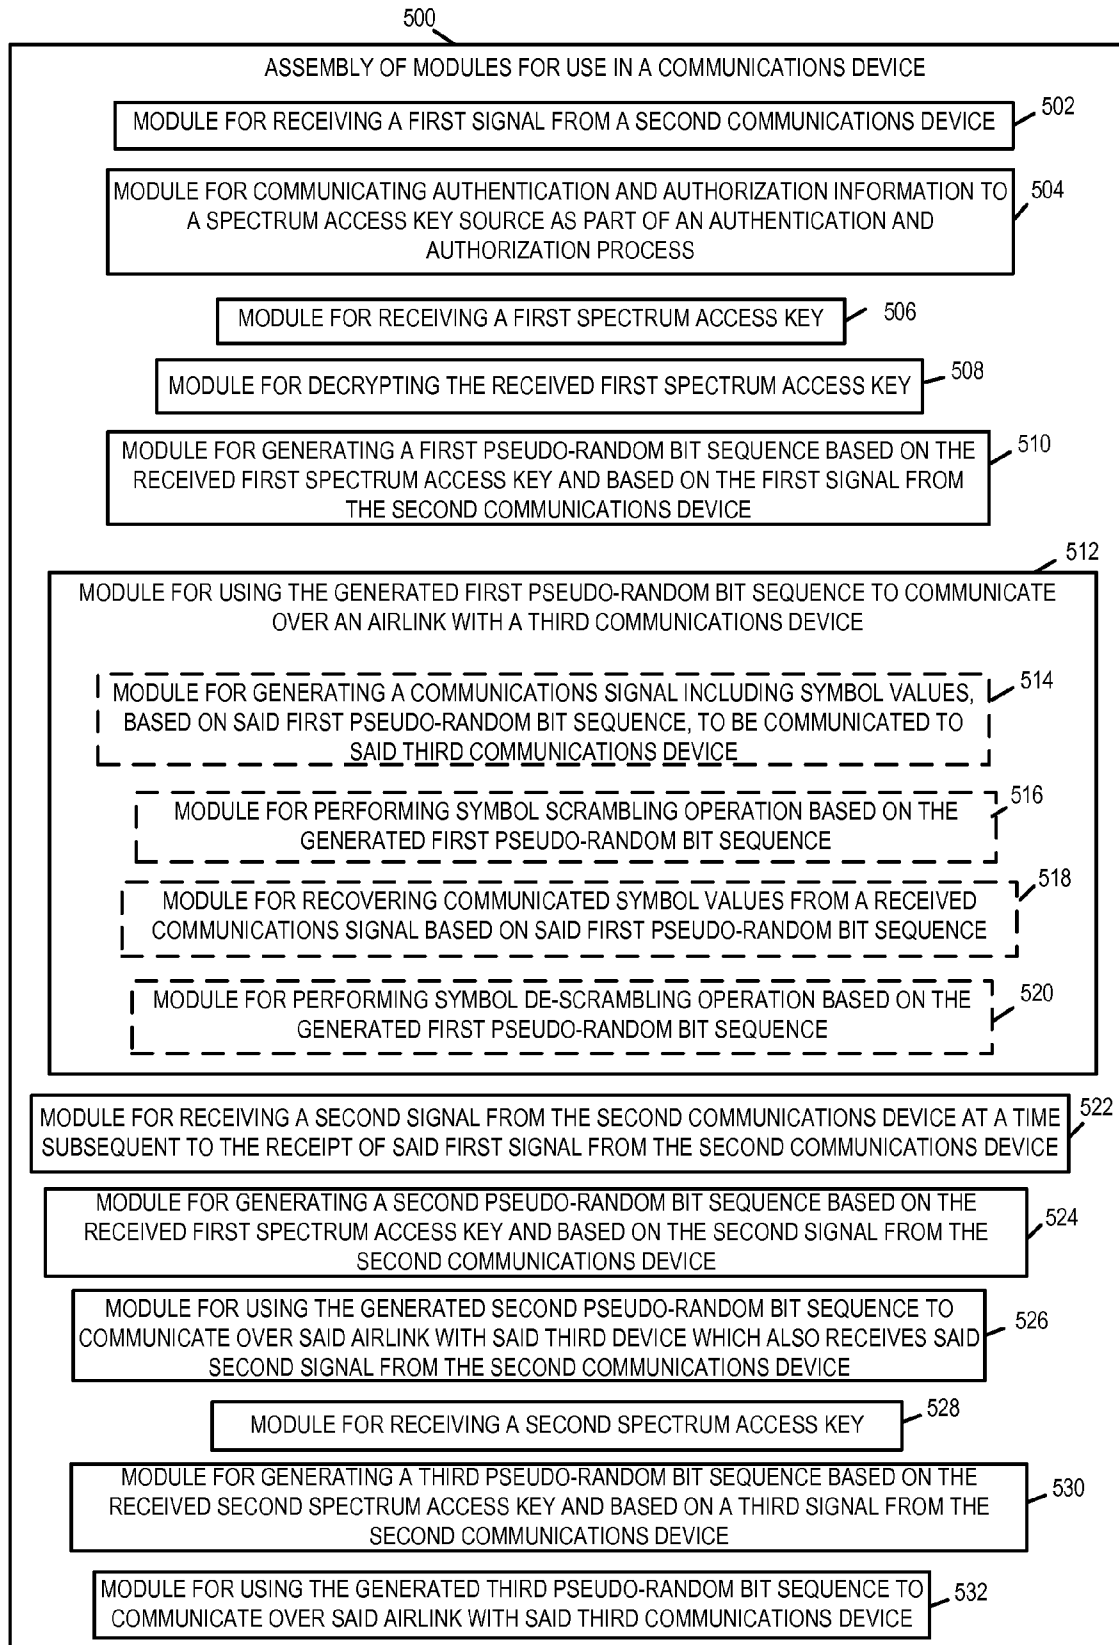 500
ASSEMBLY OF MODULES FOR USE IN A COMMUNICATIONS DEVICE
MODULE FOR RECEIVING A FIRST SIGNAL FROM A SECOND COMMUNICATIONS DEVICE
502
MODULE FOR COMMUNICATING AUTHENTICATION AND AUTHORIZATION INFORMATION TO
A SPECTRUM ACCESS KEY SOURCE AS PART OF AN AUTHENTICATION AND
AUTHORIZATION PROCESS
504
MODULE FOR RECEIVING A FIRST SPECTRUM ACCESS KEY
506
MODULE FOR DECRYPTING THE RECEIVED FIRST SPECTRUM ACCESS KEY
508
MODULE FOR GENERATING A FIRST PSEUDO-RANDOM BIT SEQUENCE BASED ON THE
RECEIVED FIRST SPECTRUM ACCESS KEY AND BASED ON THE FIRST SIGNAL FROM
THE SECOND COMMUNICATIONS DEVICE
510
512
MODULE FOR USING THE GENERATED FIRST PSEUDO-RANDOM BIT SEQUENCE TO COMMUNICATE
OVER AN AIRLINK WITH A THIRD COMMUNICATIONS DEVICE
MODULE FOR GENERATING A COMMUNICATIONS SIGNAL INCLUDING SYMBOL VALUES,
BASED ON SAID FIRST PSEUDO-RANDOM BIT SEQUENCE, TO BE COMMUNICATED TO
SAID THIRD COMMUNICATIONS DEVICE
514
MODULE FOR PERFORMING SYMBOL SCRAMBLING OPERATION BASED ON THE
GENERATED FIRST PSEUDO-RANDOM BIT SEQUENCE
516
MODULE FOR RECOVERING COMMUNICATED SYMBOL VALUES FROM A RECEIVED
COMMUNICATIONS SIGNAL BASED ON SAID FIRST PSEUDO-RANDOM BIT SEQUENCE
518
MODULE FOR PERFORMING SYMBOL DE-SCRAMBLING OPERATION BASED ON THE
GENERATED FIRST PSEUDO-RANDOM BIT SEQUENCE
520
MODULE FOR RECEIVING A SECOND SIGNAL FROM THE SECOND COMMUNICATIONS DEVICE AT A TIME
SUBSEQUENT TO THE RECEIPT OF SAID FIRST SIGNAL FROM THE SECOND COMMUNICATIONS DEVICE
522
MODULE FOR GENERATING A SECOND PSEUDO-RANDOM BIT SEQUENCE BASED ON THE
RECEIVED FIRST SPECTRUM ACCESS KEY AND BASED ON THE SECOND SIGNAL FROM THE
SECOND COMMUNICATIONS DEVICE
524
MODULE FOR USING THE GENERATED SECOND PSEUDO-RANDOM BIT SEQUENCE TO
COMMUNICATE OVER SAID AIRLINK WITH SAID THIRD DEVICE WHICH ALSO RECEIVES SAID
SECOND SIGNAL FROM THE SECOND COMMUNICATIONS DEVICE
526
MODULE FOR RECEIVING A SECOND SPECTRUM ACCESS KEY
528
MODULE FOR GENERATING A THIRD PSEUDO-RANDOM BIT SEQUENCE BASED ON THE
RECEIVED SECOND SPECTRUM ACCESS KEY AND BASED ON A THIRD SIGNAL FROM THE
SECOND COMMUNICATIONS DEVICE
530
MODULE FOR USING THE GENERATED THIRD PSEUDO-RANDOM BIT SEQUENCE TO
COMMUNICATE OVER SAID AIRLINK WITH SAID THIRD COMMUNICATIONS DEVICE
532